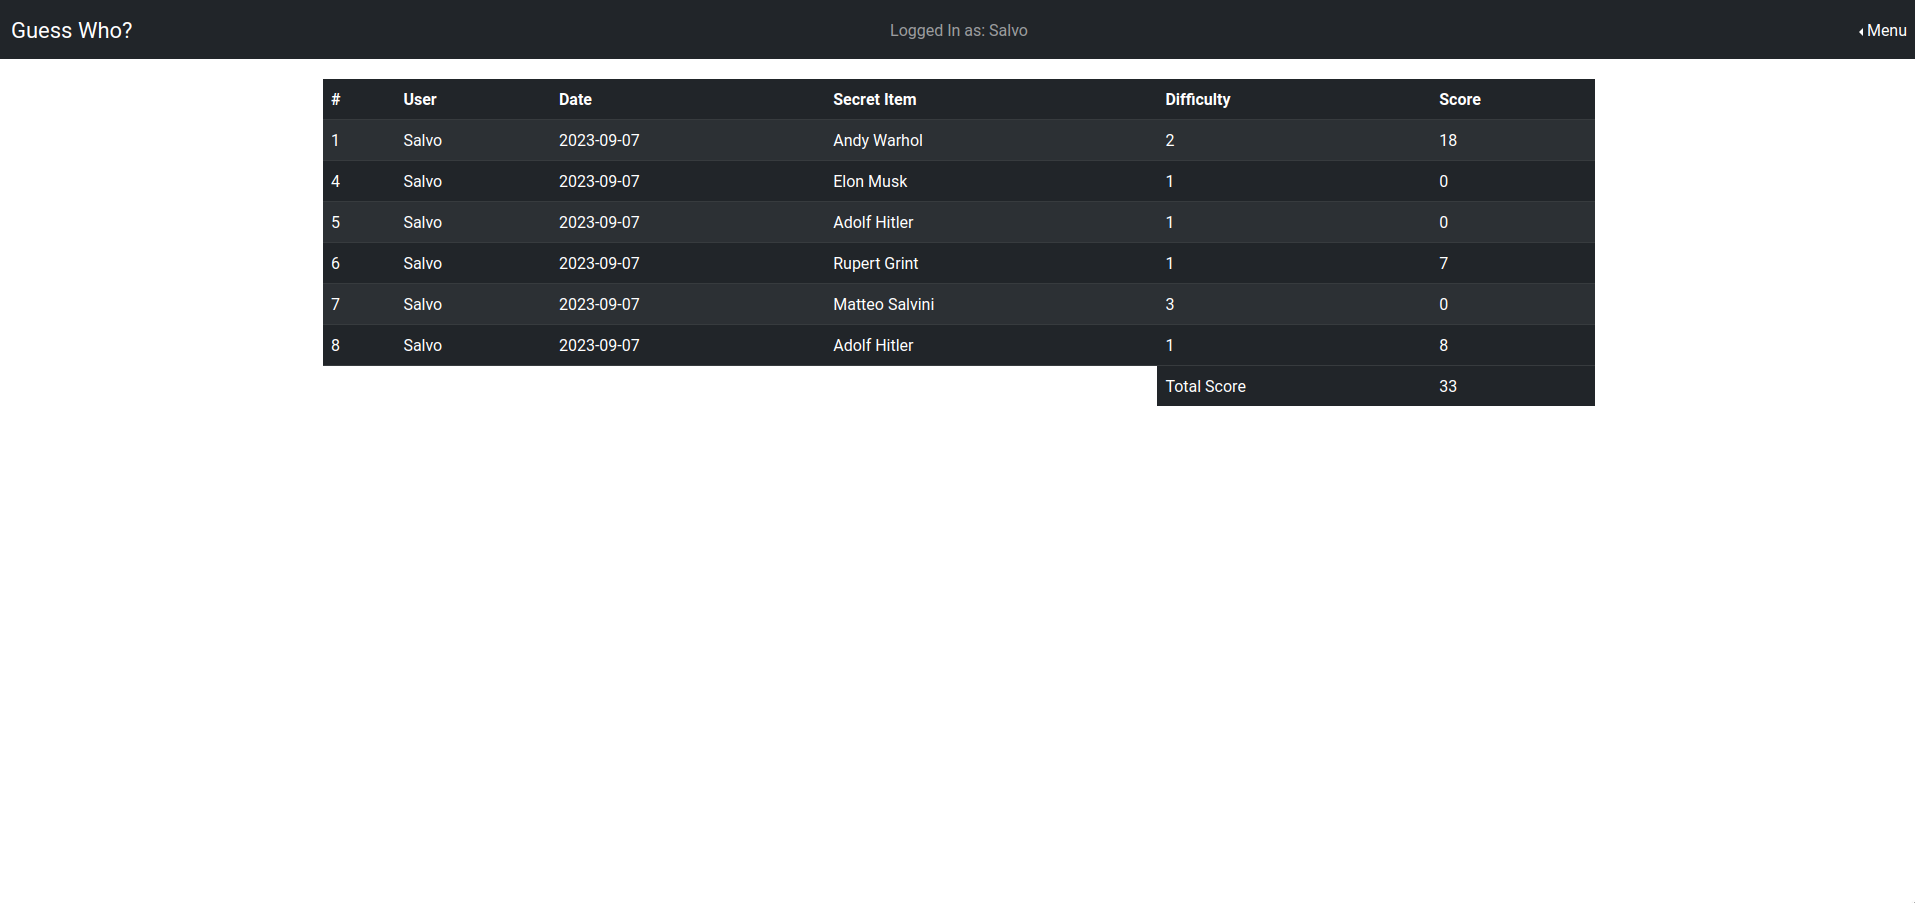 Guess Who? Logged In as: Salvo Menu
# User Date Secret Item Difficulty Score
1 Salvo 2023-09-07 Andy Warhol 2 18
4 Salvo 2023-09-07 Elon Musk 1 0
5 Salvo 2023-09-07 Adolf Hitler 1 0
6 Salvo 2023-09-07 Rupert Grint 1 7
7 Salvo 2023-09-07 Matteo Salvini 3 0
8 Salvo 2023-09-07 Adolf Hitler 1 8
Total Score 33